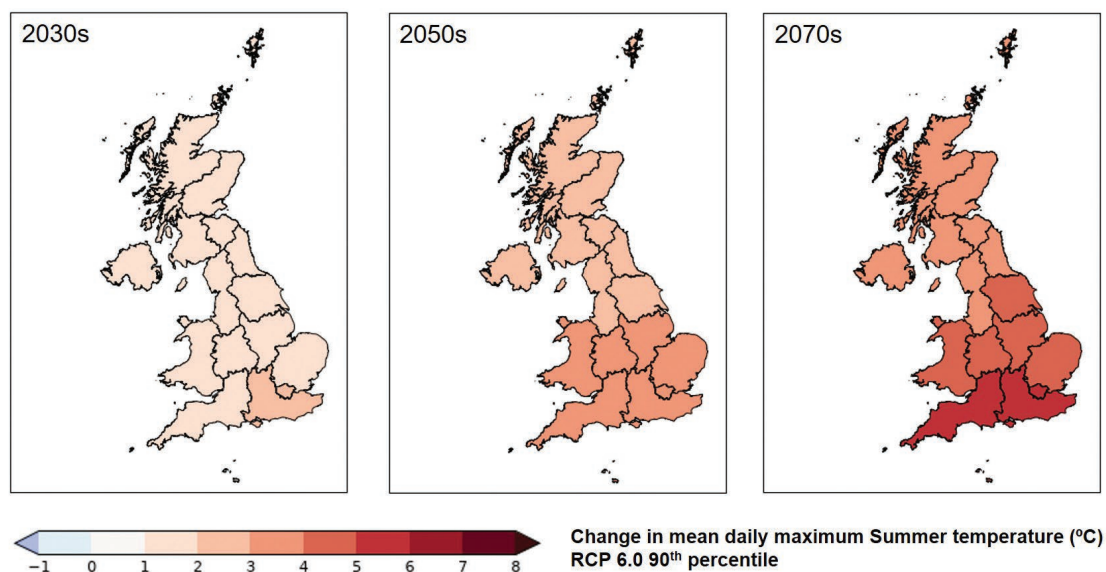 2030s
2050s
2070s
−1 0 1 2 3 4 5 6 7 8
Change in mean daily maximum Summer temperature (ºC)
RCP 6.0 90th percentile